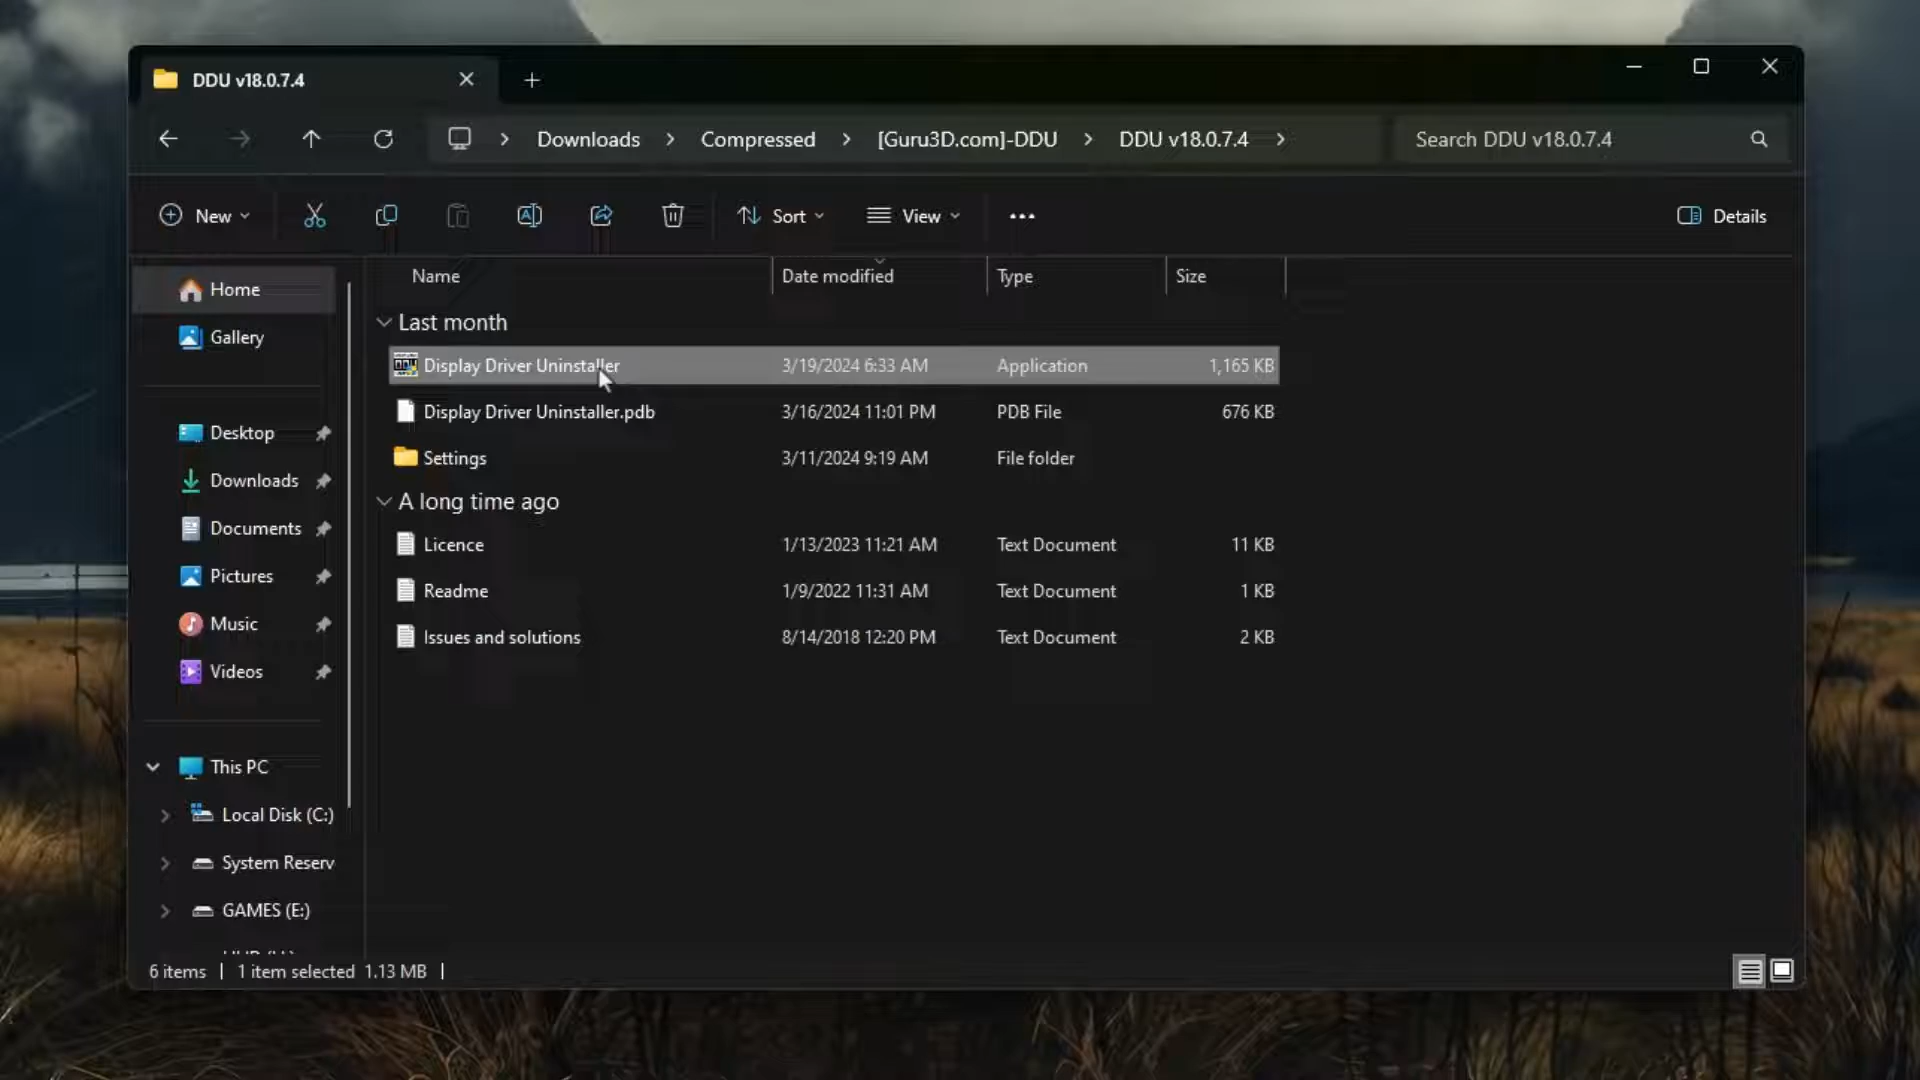 DDU v18.0.7.4
Downloads > Compressed > [Guru3D.com]-DDU > DDU v18.0.7.4 >
Search DDU v18.0.7.4
New
Sort
View
Details
Name Date modified Type Size
Home
Gallery
Desktop
Downloads
Documents
Pictures
Music
Videos
This PC
Local Disk (C:)
System Reserv
GAMES (E:)
Last month
DDU Display Driver Uninstaller 3/19/2024 6:33 AM Application 1,165 KB
Display Driver Uninstaller.pdb 3/16/2024 11:01 PM PDB File 676 KB
Settings 3/11/2024 9:19 AM File folder
A long time ago
Licence 1/13/2023 11:21 AM Text Document 11 KB
Readme 1/9/2022 11:31 AM Text Document 1 KB
Issues and solutions 8/14/2018 12:20 PM Text Document 2 KB
6 items | 1 item selected 1.13 MB |